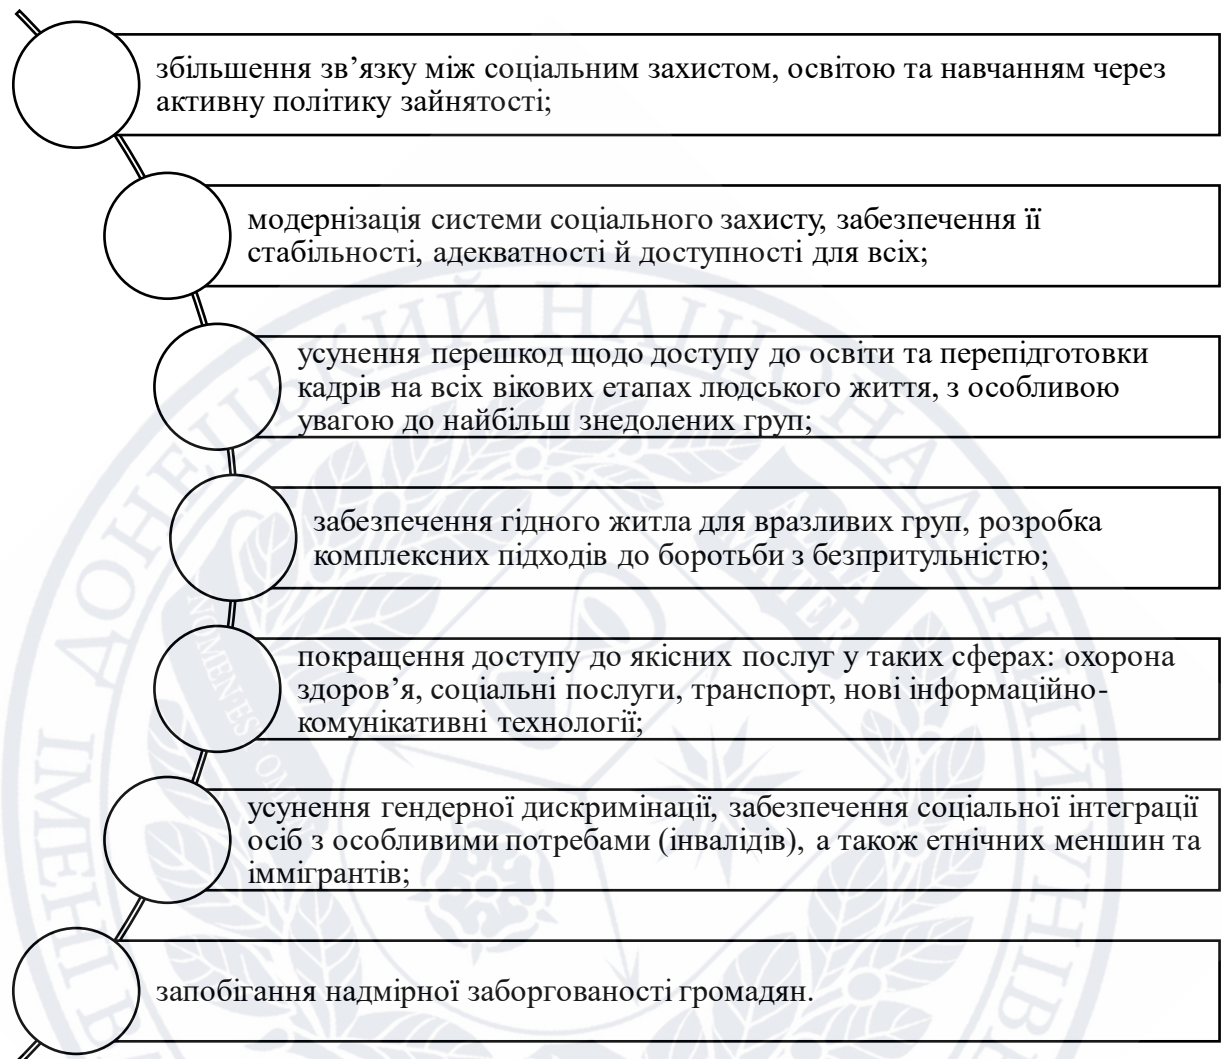 збільшення зв’язку між соціальним захистом, освітою та навчанням через
активну політику зайнятості;
модернізація системи соціального захисту, забезпечення її
стабільності, адекватності й доступності для всіх;
усунення перешкод щодо доступу до освіти та перепідготовки
кадрів на всіх вікових етапах людського життя, з особливою
увагою до найбільш знедолених груп;
забезпечення гідного житла для вразливих груп, розробка
комплексних підходів до боротьби з безпритульністю;
покращення доступу до якісних послуг у таких сферах: охорона
здоров’я, соціальні послуги, транспорт, нові інформаційно-
комунікативні технології;
усунення гендерної дискримінації, забезпечення соціальної інтеграції
осіб з особливими потребами (інвалідів), а також етнічних меншин та
іммігрантів;
запобігання надмірної заборгованості громадян.